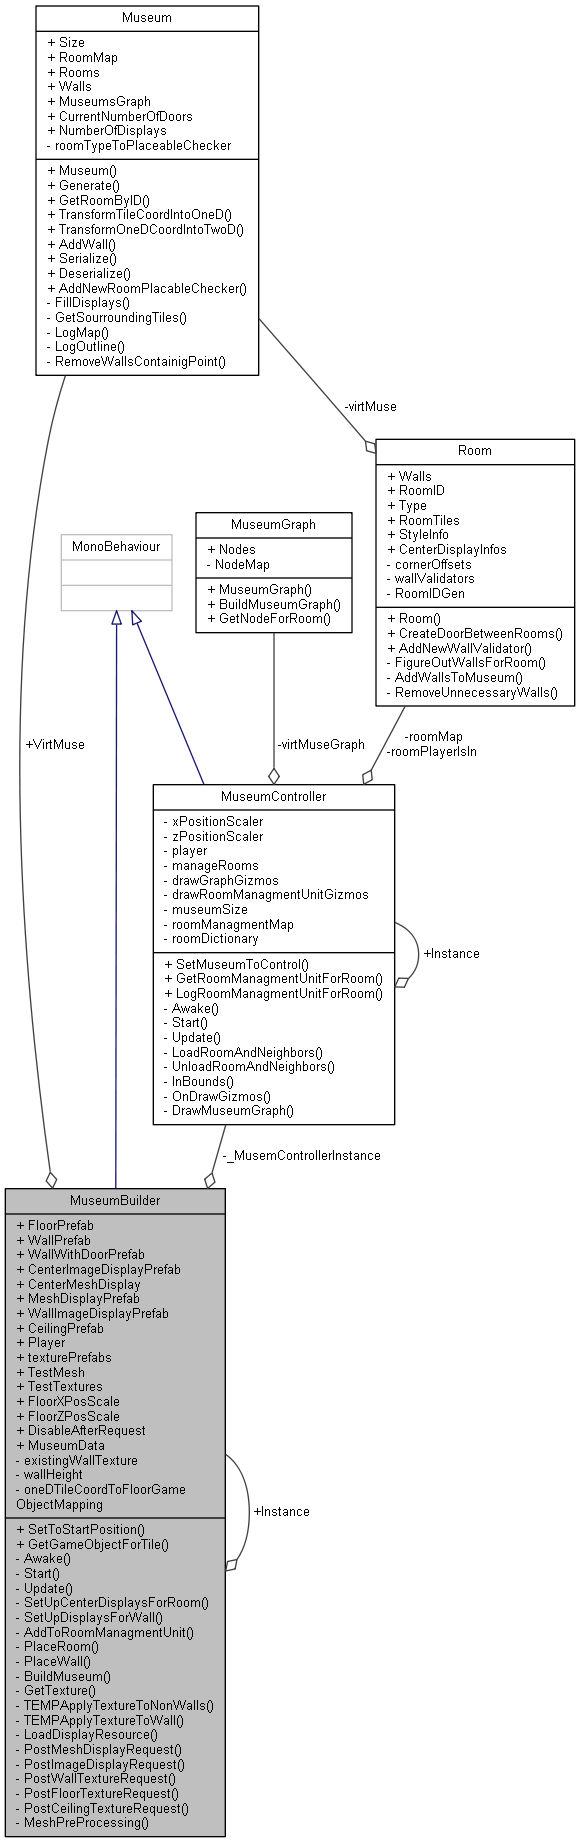 Museum
+ Size
+ RoomMap
+ Rooms
+ Walls
+ MuseumsGraph
+ CurrentNumberOfDoors
+ NumberOfDisplays
- roomTypeToPlaceableChecker
+ Museum()
+ Generate()
+ GetRoomByID()
+ TransformTileCoordIntoOneD()
+ TransformOneDCoordIntoTwoD()
+ AddWall()
+ Serialize()
+ Deserialize()
+ AddNewRoomPlacableChecker()
- FillDisplays()
- GetSourroundingTiles()
- LogMap()
- LogOutline()
- RemoveWallsContainigPoint()
-virtMuse
Room
+ Walls
+ RoomID
+ Type
+ RoomTiles
+ StyleInfo
+ CenterDisplayInfos
- cornerOffsets
- wallValidators
- RoomIDGen
+ Room()
+ CreateDoorBetweenRooms()
+ AddNewWallValidator()
- FigureOutWallsForRoom()
- AddWallsToMuseum()
- RemoveUnnecessaryWalls()
MuseumGraph
+ Nodes
- NodeMap
+ MuseumGraph()
+ BuildMuseumGraph()
+ GetNodeForRoom()
MonoBehaviour
+VirtMuse
-virtMuseGraph
-roomMap
-roomPlayerIsIn
MuseumController
- xPositionScaler
- zPositionScaler
- player
- manageRooms
- drawGraphGizmos
- drawRoomManagmentUnitGizmos
- museumSize
- roomManagmentMap
- roomDictionary
+ SetMuseumToControl()
+ GetRoomManagmentUnitForRoom()
+ LogRoomManagmentUnitForRoom()
- Awake()
- Start()
- Update()
- LoadRoomAndNeighbors()
- UnloadRoomAndNeighbors()
- InBounds()
- OnDrawGizmos()
- DrawMuseumGraph()
+Instance
-_MusemControllerInstance
MuseumBuilder
+ FloorPrefab
+ WallPrefab
+ WallWithDoorPrefab
+ CenterImageDisplayPrefab
+ CenterMeshDisplay
+ MeshDisplayPrefab
+ WallImageDisplayPrefab
+ CeilingPrefab
+ Player
+ texturePrefabs
+ TestMesh
+ TestTextures
+ FloorXPosScale
+ FloorZPosScale
+ DisableAfterRequest
+ MuseumData
- existingWallTexture
- wallHeight
- oneDTileCoordToFloorGame
ObjectMapping
+ SetToStartPosition()
+ GetGameObjectForTile()
- Awake()
- Start()
- Update()
- SetUpCenterDisplaysForRoom()
- SetUpDisplaysForWall()
- AddToRoomManagmentUnit()
- PlaceRoom()
- PlaceWall()
- BuildMuseum()
- GetTexture()
- TEMPApplyTextureToNonWalls()
- TEMPApplyTextureToWall()
- LoadDisplayResource()
- PostMeshDisplayRequest()
- PostImageDisplayRequest()
- PostWallTextureRequest()
- PostFloorTextureRequest()
- PostCeilingTextureRequest()
- MeshPreProcessing()
+Instance